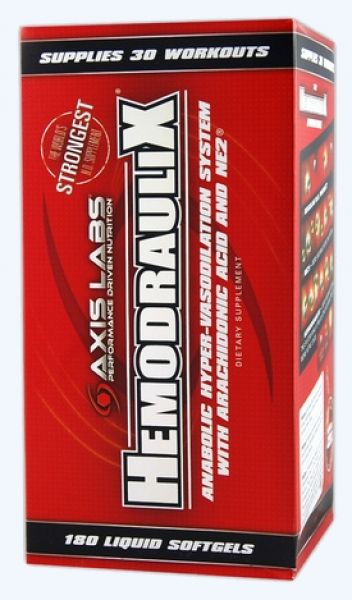 SUPPLIES 30 WORKOUTS
THE WORLD'S
STRONGEST
N.O. SUPPLEMENT
AXIS LABS
PERFORMANCE DRIVEN NUTRITION
HEMODRAULIX
ANABOLIC HYPER-VASODILATION SYSTEM
WITH ARACHIDONIC ACID AND NE2®
DIETARY SUPPLEMENT
180 LIQUID SOFTGELS